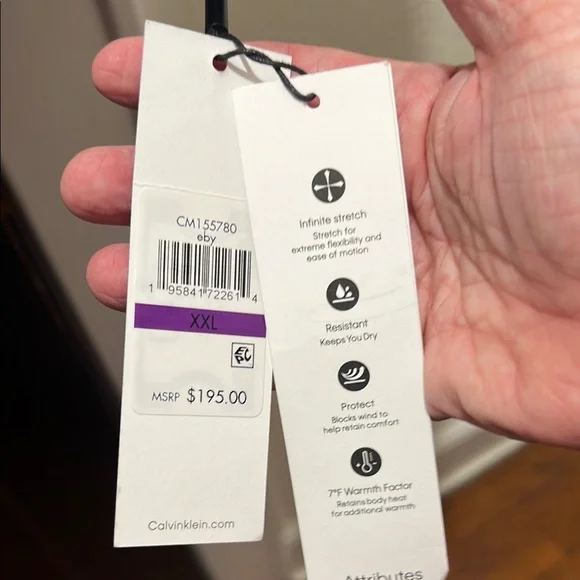 CM155780
eby
1 95841 72261 4
XXL
MSRP $195.00
Calvinklein.com
Infinite stretch
Stretch for
extreme flexibility and
ease of motion
Resistant
Keeps You Dry
Protect
Blocks wind to
help retain comfort
7°F Warmth Factor
Retains body heat
for additional warmth
Attributes